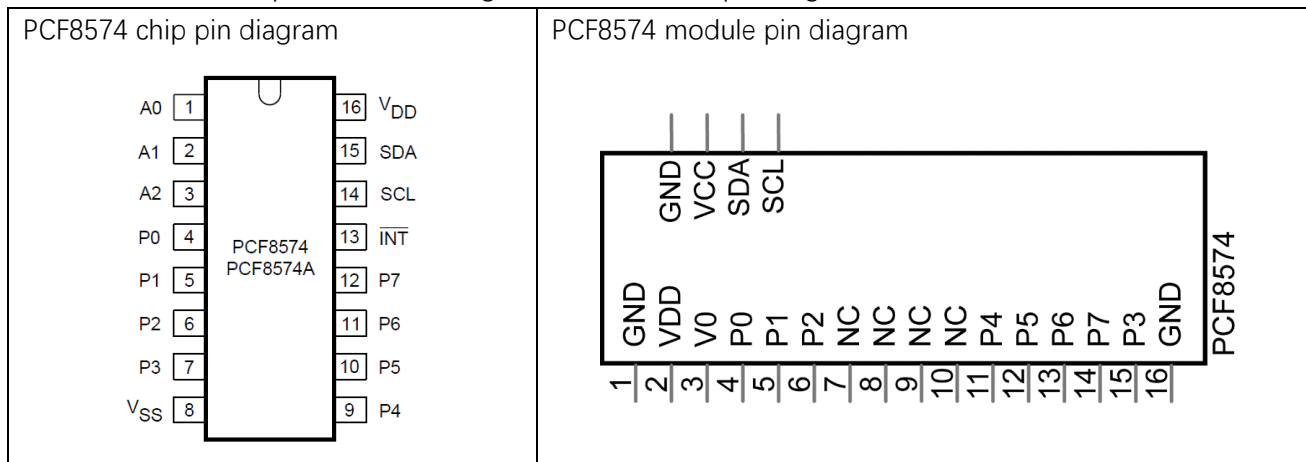 PCF8574 chip pin diagram
A0 1 16 VDD
A1 2 15 SDA
A2 3 14 SCL
P0 4 13 INT
P1 5 12 P7
P2 6 11 P6
P3 7 10 P5
VSS 8 9 P4
PCF8574
PCF8574A
PCF8574 module pin diagram
GND VCC SDA SCL
GND VDD V0 P0 P1 P2 NC NC NC NC P4 P5 P6 P7 P3 GND
1 2 3 4 5 6 7 8 9 10 11 12 13 14 15 16
PCF8574